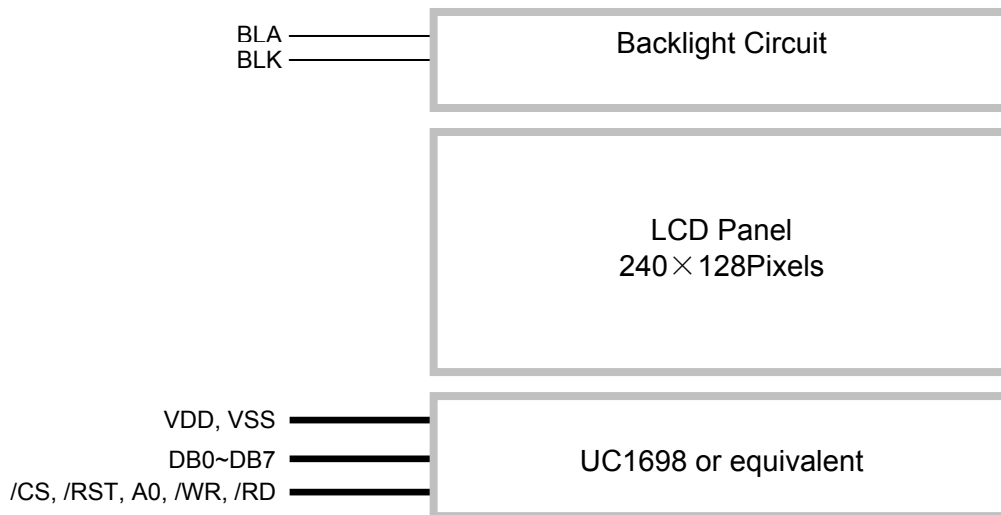 BLA
BLK
Backlight Circuit
LCD Panel
240×128Pixels
VDD, VSS
DB0~DB7
/CS, /RST, A0, /WR, /RD
UC1698 or equivalent